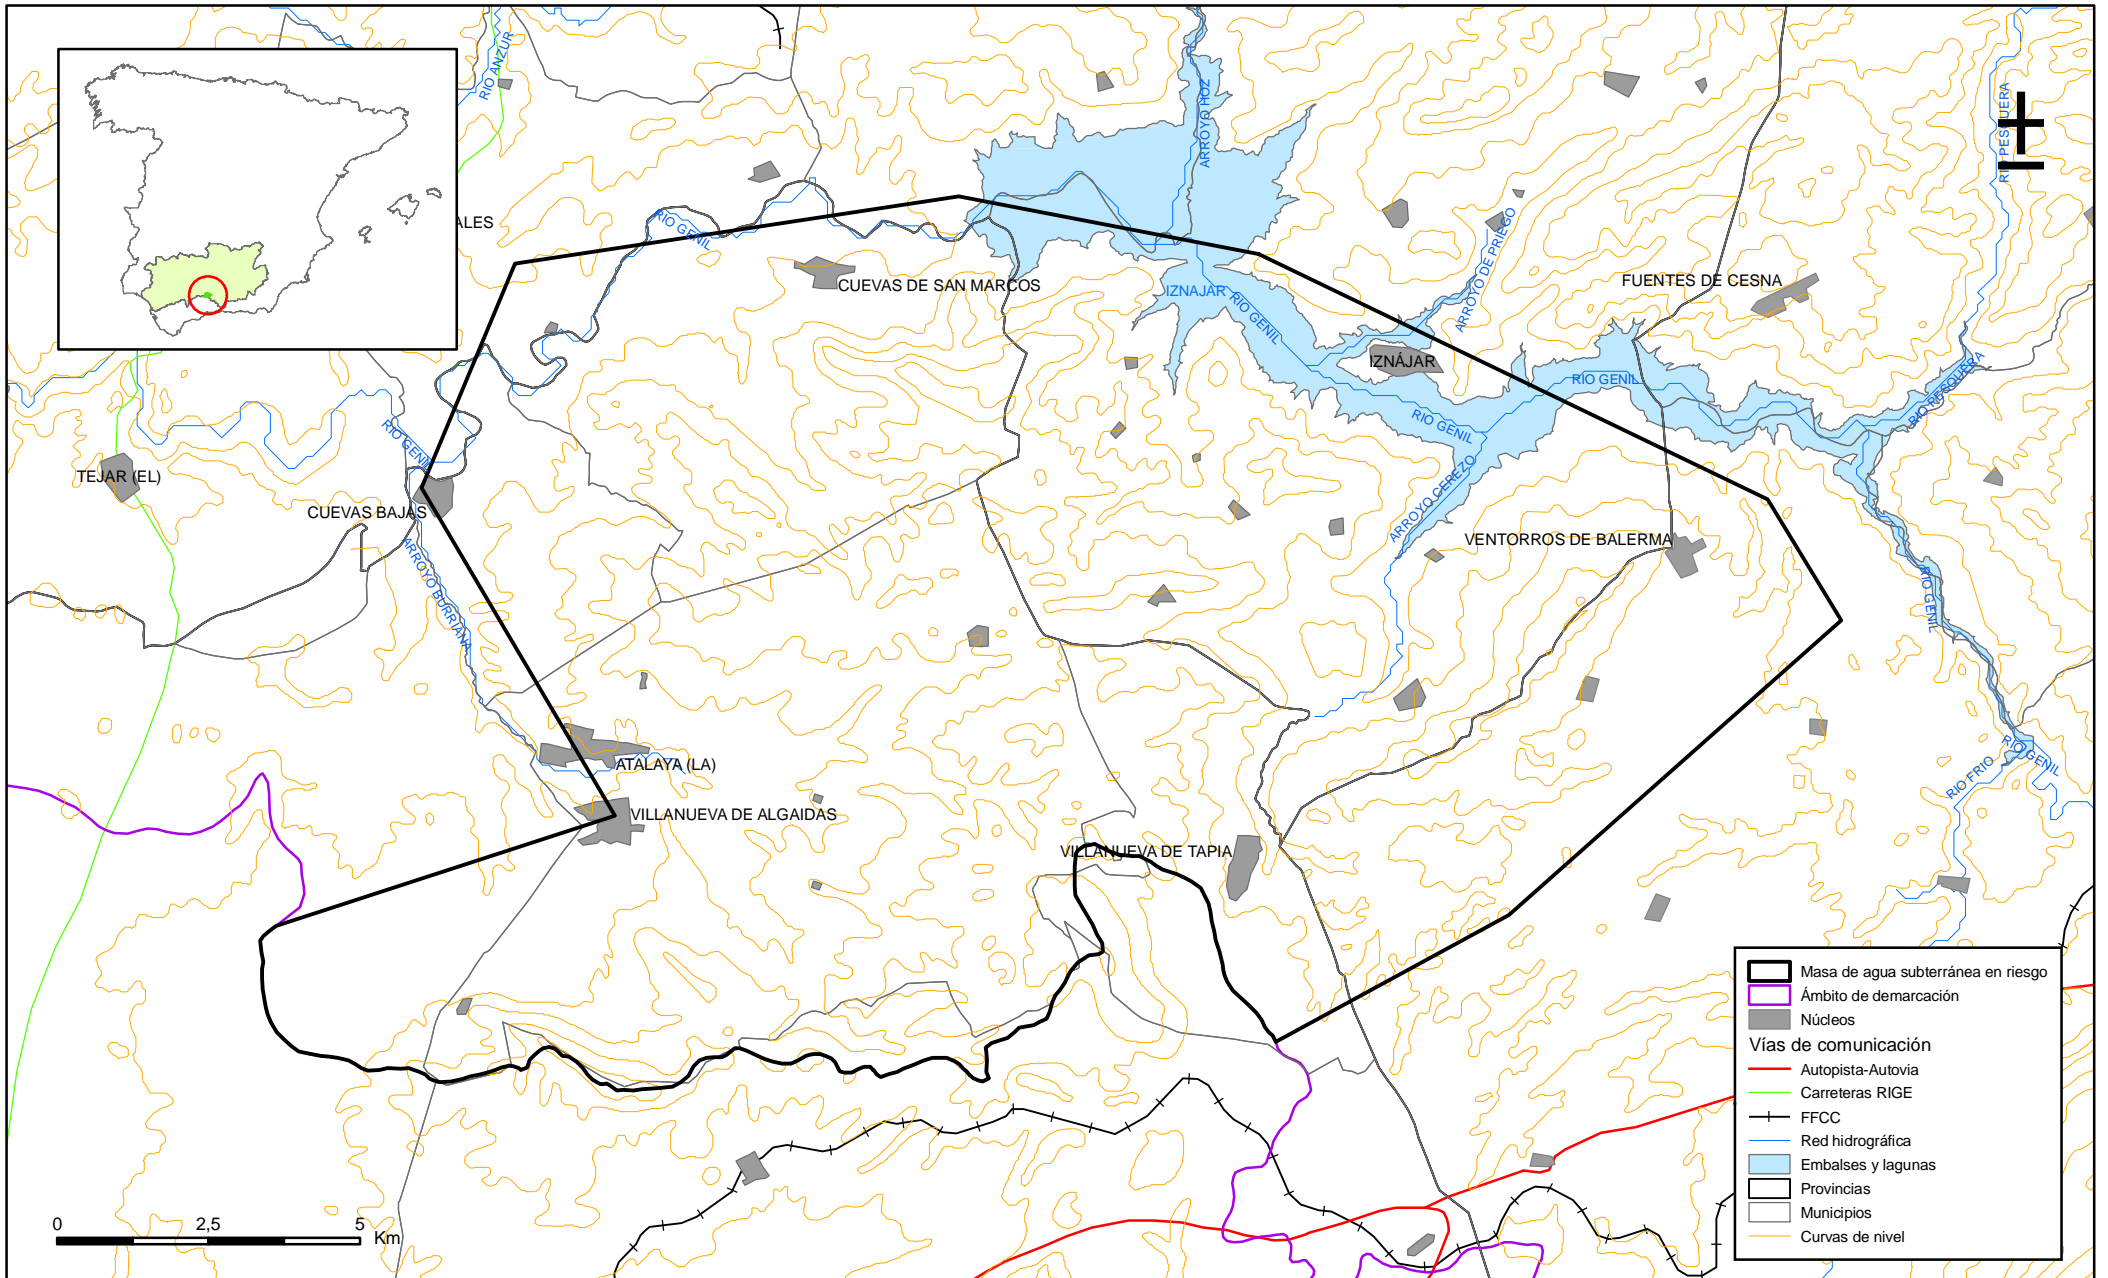 RIO ANZUR
ARROYO HOZ
RIO PESQUERA
ALES
RIO GENIL
ARROYO DE PRIEGO
CUEVAS DE SAN MARCOS
IZNAJAR
RIO GENIL
FUENTES DE CESNA
IZNÁJAR
RIO GENIL
RIO PESQUERA
RIO GENIL
RIO GENIL
TEJAR (EL)
CUEVAS BAJAS
ARROYO CEREZO
VENTORROS DE BALERMA
ARROYO BURRIANA
RIO GENIL
ATALAYA (LA)
RIO GENIL
RIO FRIO
VILLANUEVA DE ALGAIDAS
VILLANUEVA DE TAPIA
Masa de agua subterránea en riesgo
Ámbito de demarcación
Núcleos
Vías de comunicación
Autopista-Autovia
Carreteras RIGE
FFCC
Red hidrográfica
Embalses y lagunas
Provincias
Municipios
Curvas de nivel
0 2,5 5
Km